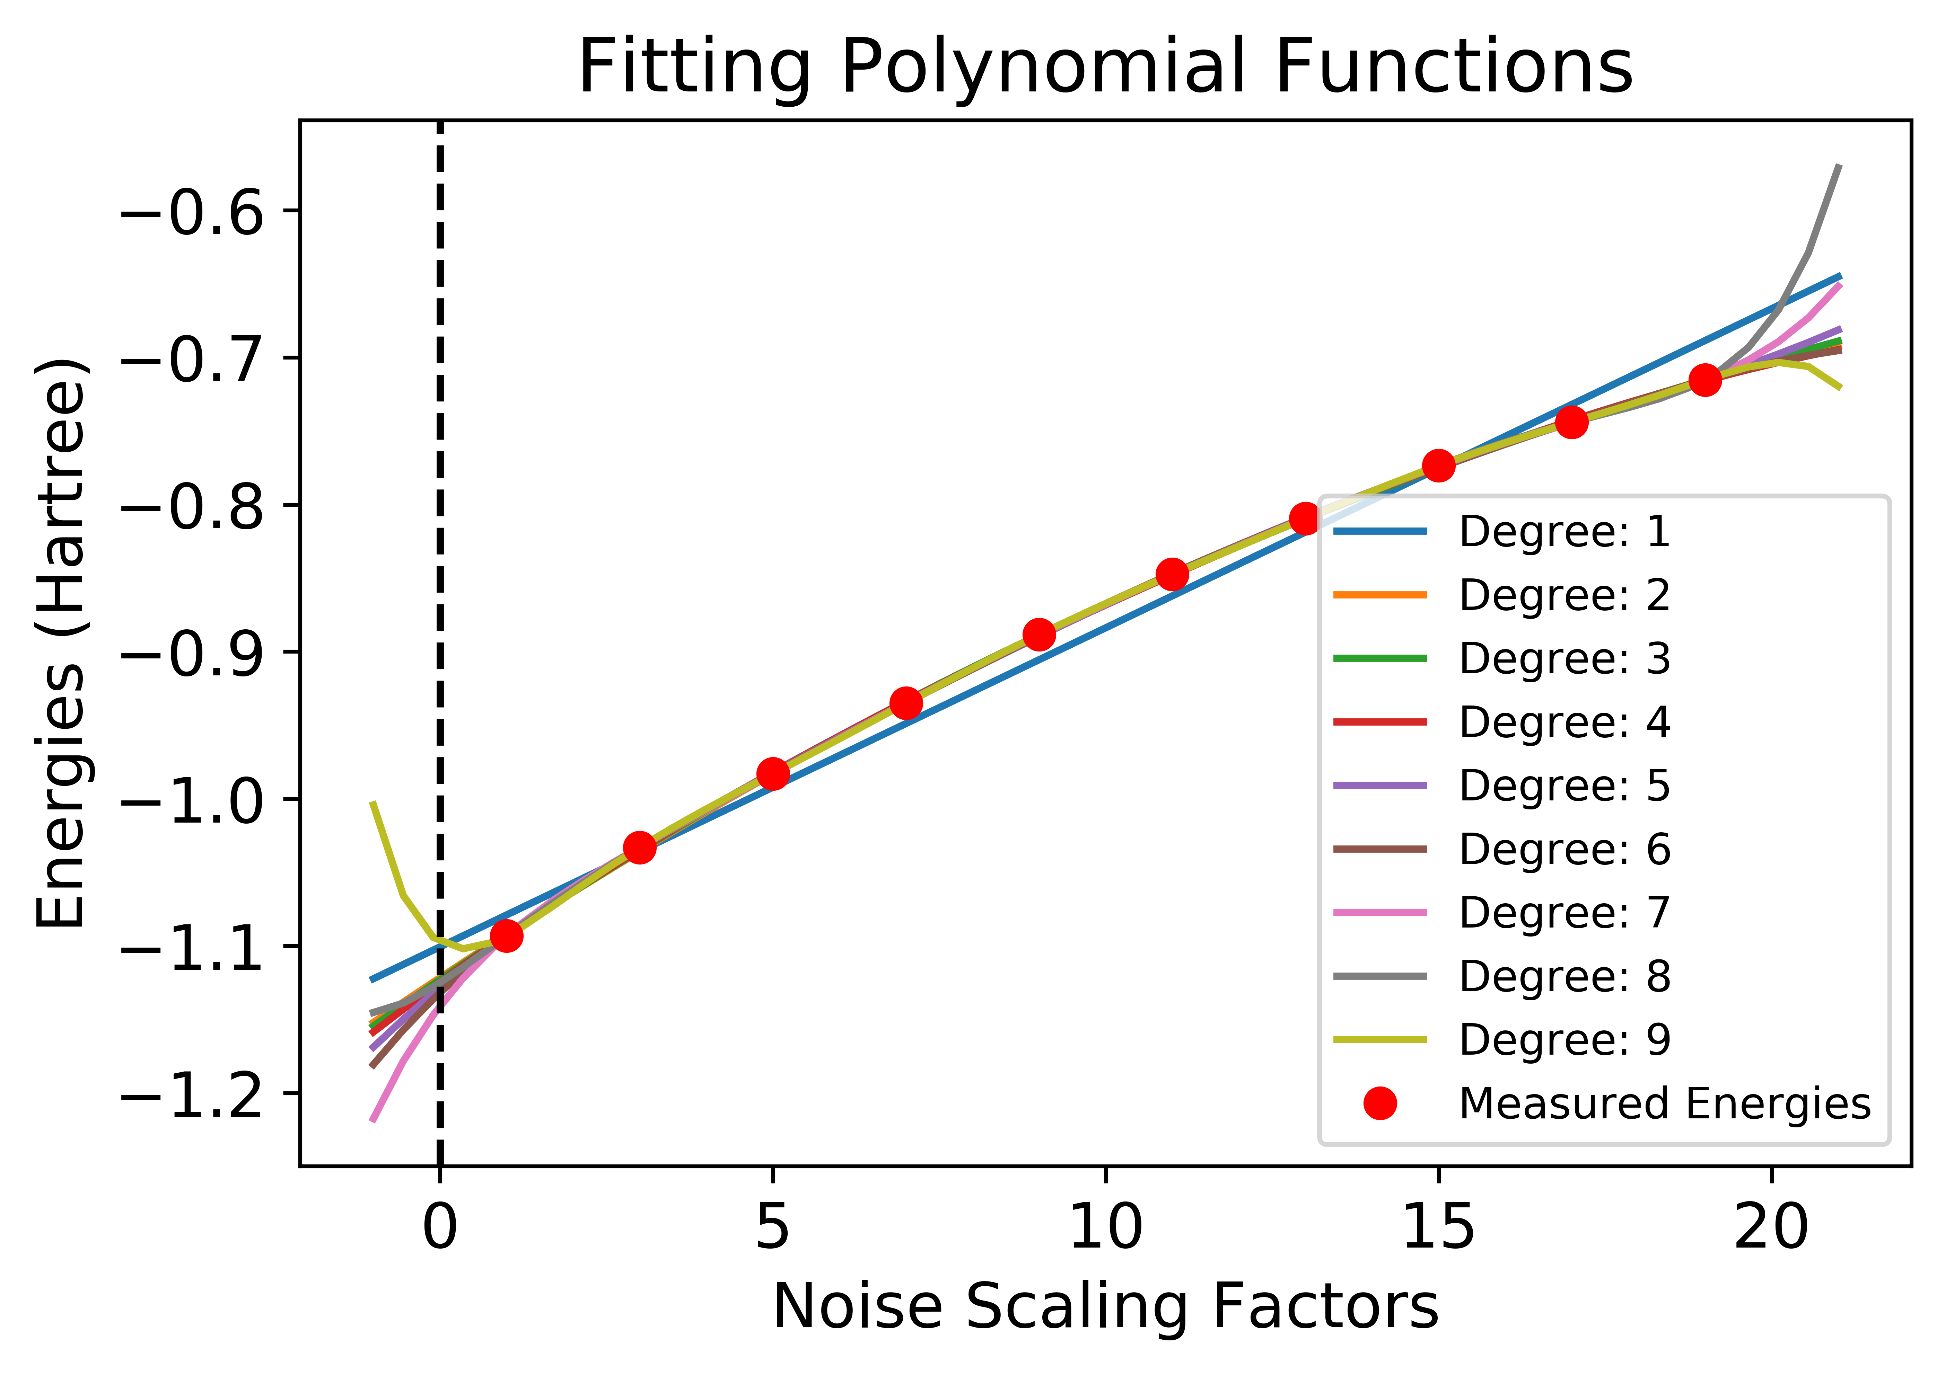 Fitting Polynomial Functions
Energies (Hartree)
−0.6
−0.7
−0.8
−0.9
−1.0
−1.1
−1.2
0 5 10 15 20
Noise Scaling Factors
Degree: 1
Degree: 2
Degree: 3
Degree: 4
Degree: 5
Degree: 6
Degree: 7
Degree: 8
Degree: 9
Measured Energies